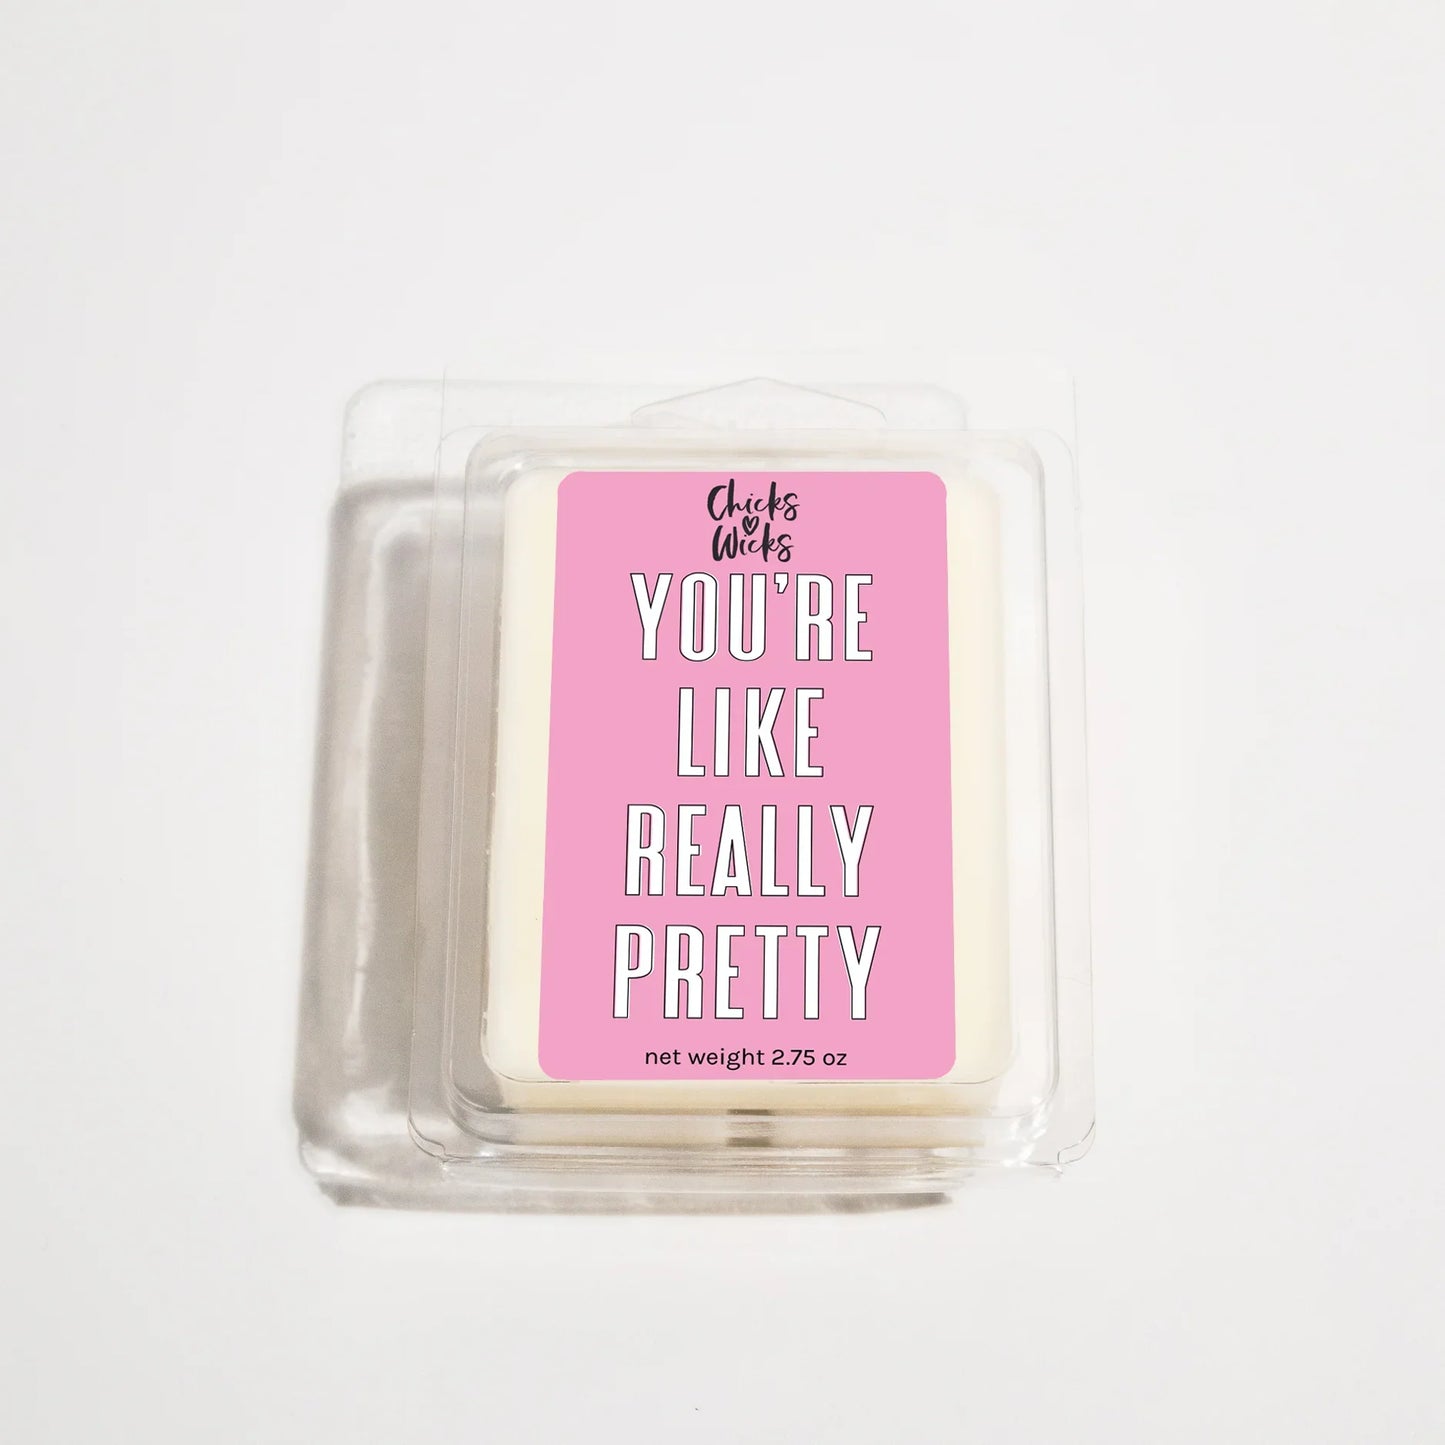 Chicks
Wicks
YOU'RE
LIKE
REALLY
PRETTY
net weight 2.75 oz